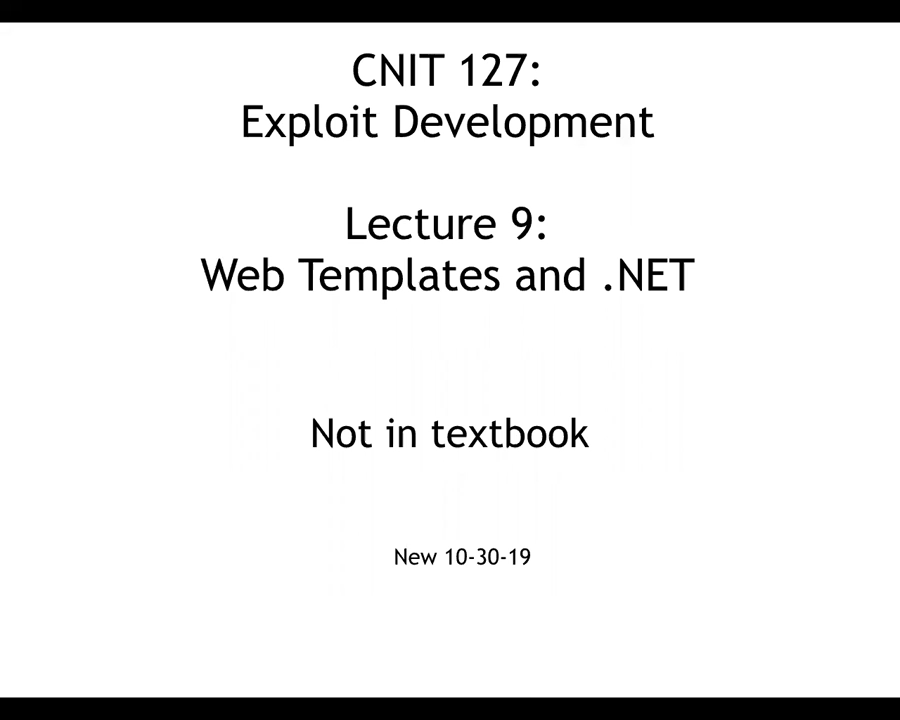 CNIT 127:
Exploit Development
Lecture 9:
Web Templates and .NET
Not in textbook
New 10-30-19